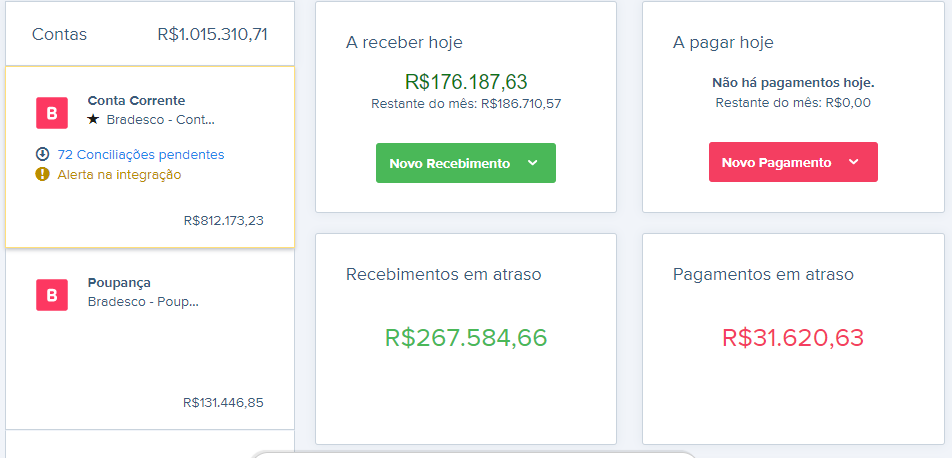 Contas R$1.015.310,71
B
Conta Corrente
★ Bradesco - Cont...
72 Conciliações pendentes
Alerta na integração
R$812.173,23
B
Poupança
Bradesco - Poup...
R$131.446,85
A receber hoje
R$176.187,63
Restante do mês: R$186.710,57
Novo Recebimento
A pagar hoje
Não há pagamentos hoje.
Restante do mês: R$0,00
Novo Pagamento
Recebimentos em atraso
R$267.584,66
Pagamentos em atraso
R$31.620,63